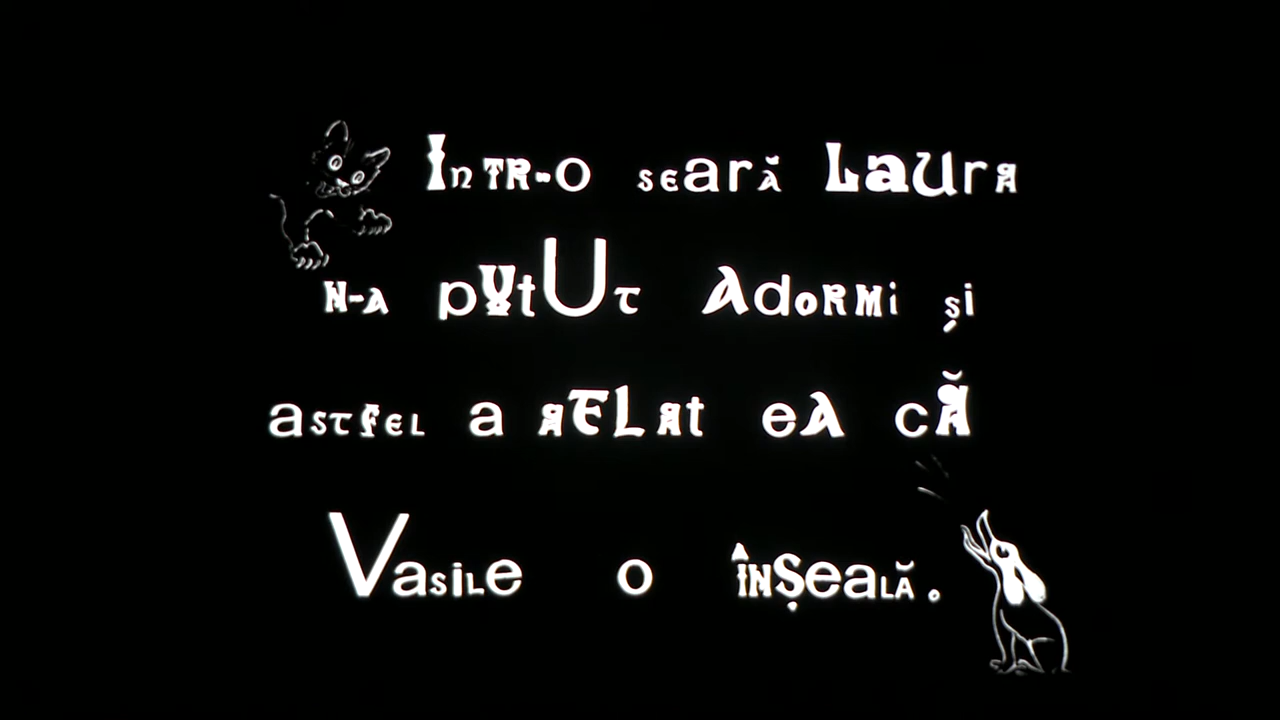 Într-o seară Laura
n-a putut adormi și
astfel a aflat ea că
Vasile o înșeală.